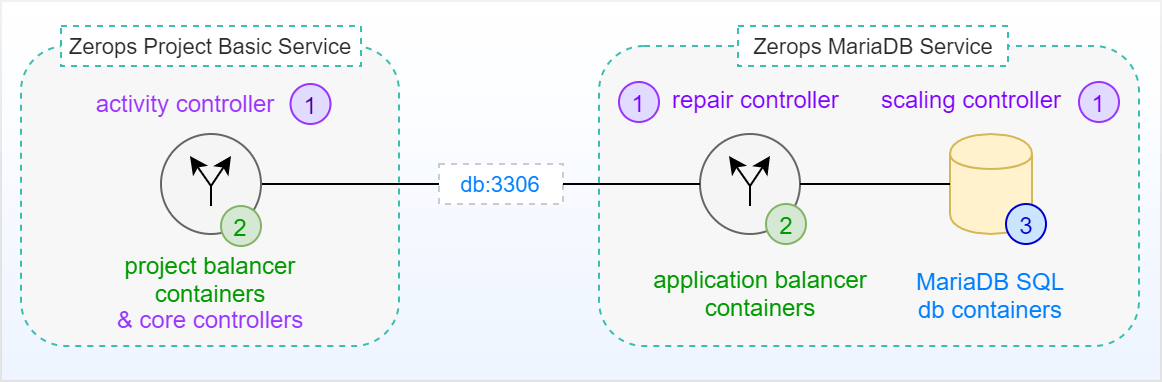 Zerops Project Basic Service
activity controller 1
2
project balancer
containers
& core controllers
db:3306
Zerops MariaDB Service
1 repair controller
scaling controller 1
2
application balancer
containers
3
MariaDB SQL
db containers